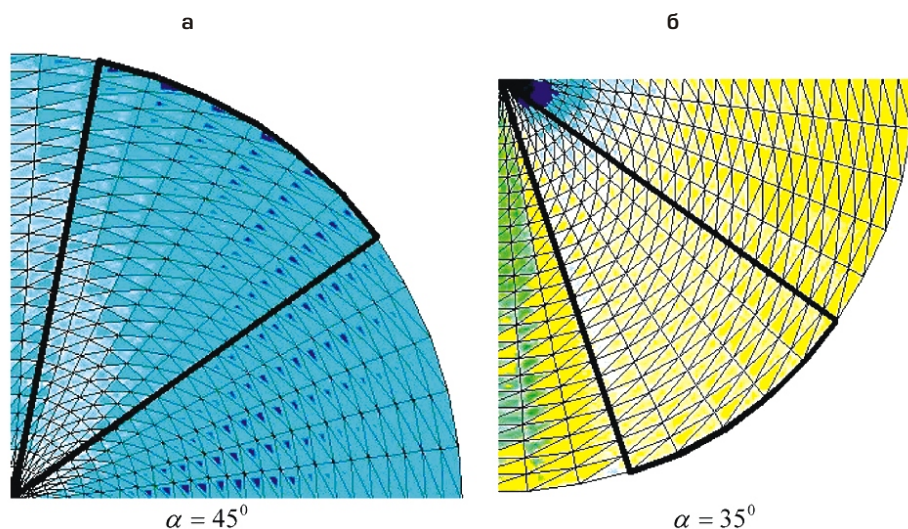 а
б
α = 45⁰
α = 35⁰